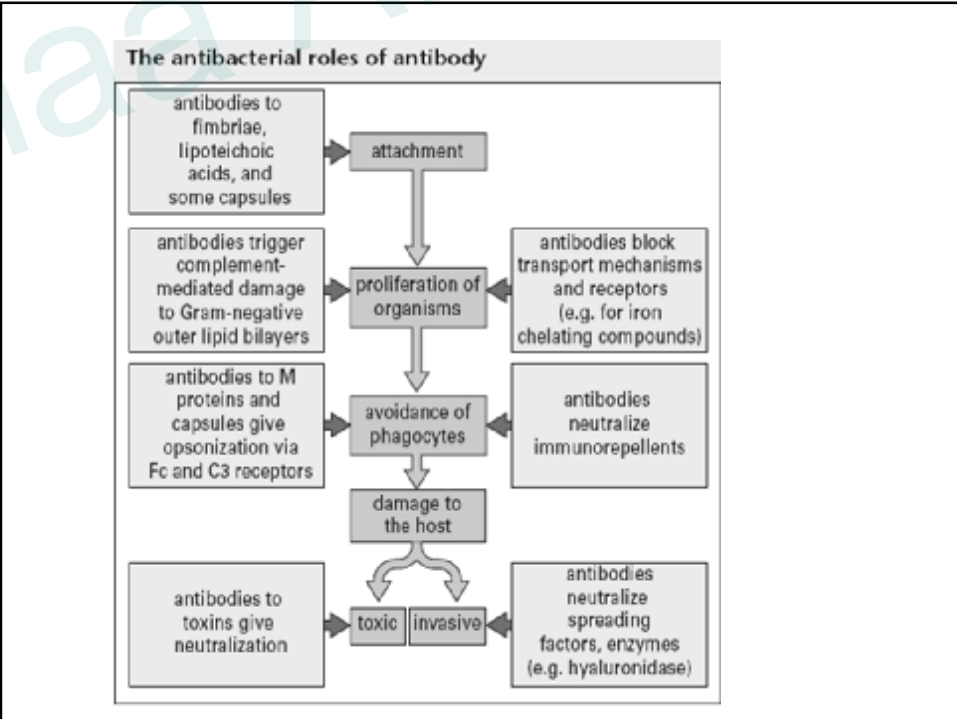 The antibacterial roles of antibody
antibodies to
fimbriae,
lipoteichoic
acids, and
some capsules
attachment
antibodies trigger
complement-
mediated damage
to Gram-negative
outer lipid bilayers
proliferation of
organisms
antibodies block
transport mechanisms
and receptors
(e.g. for iron
chelating compounds)
antibodies to M
proteins and
capsules give
opsonization via
Fc and C3 receptors
avoidance of
phagocytes
antibodies
neutralize
immunorepellents
damage to
the host
antibodies to
toxins give
neutralization
toxic
invasive
antibodies
neutralize
spreading
factors, enzymes
(e.g. hyaluronidase)